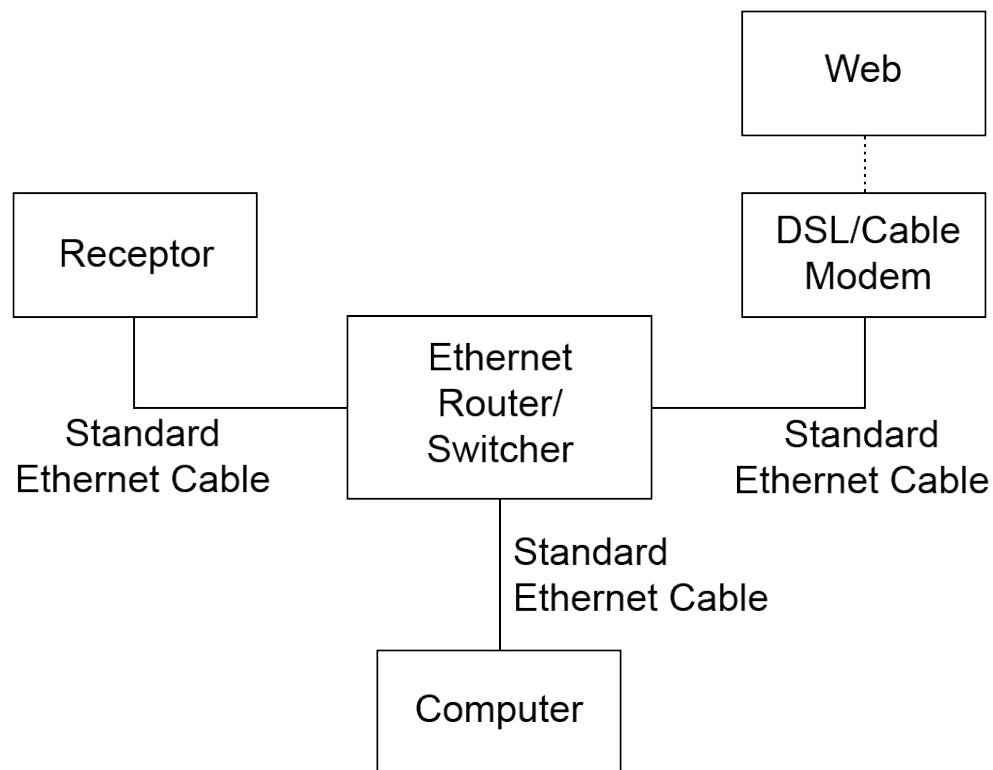 Web
Receptor
DSL/Cable
Modem
Ethernet
Router/
Switcher
Standard
Ethernet Cable
Standard
Ethernet Cable
Standard
Ethernet Cable
Computer